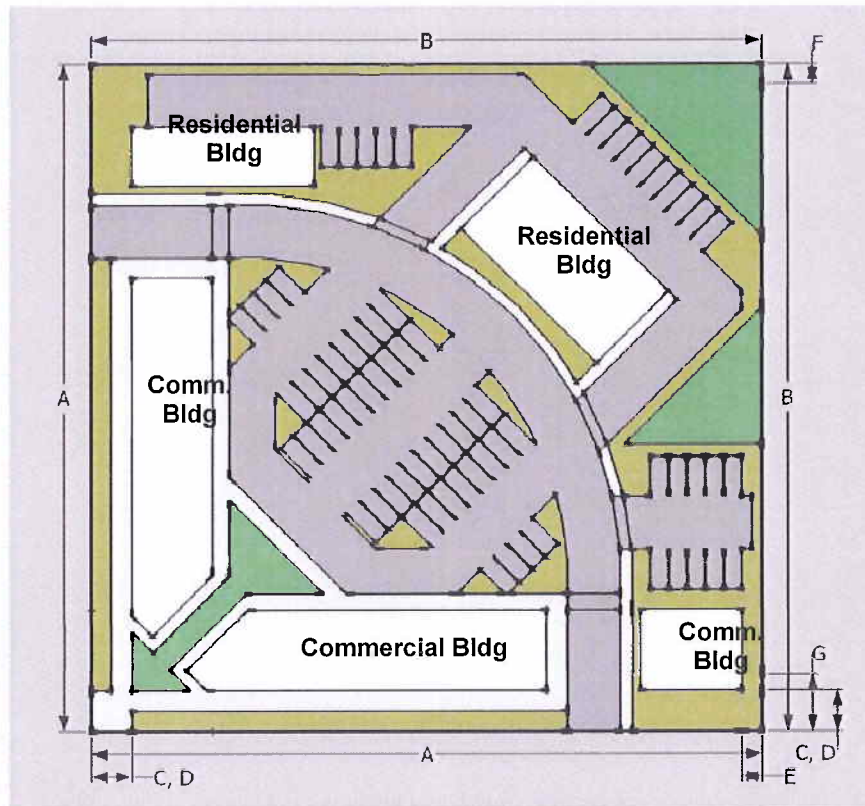 B
F
Residential
Bldg
Residential
Bldg
A
Comm.
Bldg
B
Commercial Bldg
Comm.
Bldg
G
A
C, D
C, D
E